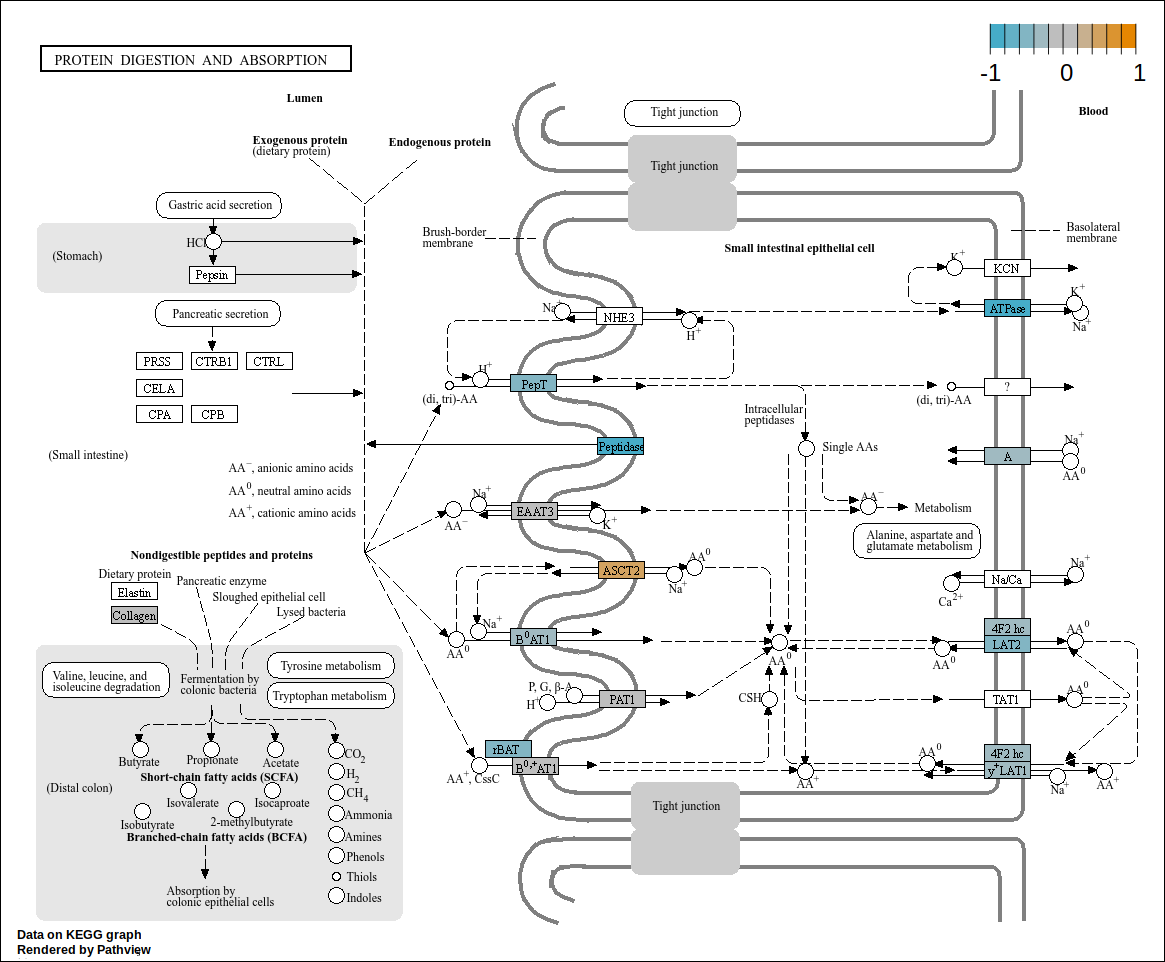 PROTEIN DIGESTION AND ABSORPTION
-1 0 1
Lumen
Blood
Exogenous protein
(dietary protein)
Endogenous protein
Tight junction
Tight junction
Gastric acid secretion
HCl
(Stomach)
Pepsin
Brush-border
membrane
Small intestinal epithelial cell
Basolateral
membrane
K+
KCN
ATPase
K+
Na+
Pancreatic secretion
Na+
NHE3
H+
PRSS
CTRB1
CTRL
CELA
CPA
CPB
H+
PepT
(di, tri)-AA
?
(di, tri)-AA
Intracellular
peptidases
Single AAs
Peptidase
Na+
A
AA0
(Small intestine)
AA−, anionic amino acids
AA0, neutral amino acids
AA+, cationic amino acids
Na+
AA−
EAAT3
K+
AA−
Metabolism
Alanine, aspartate and
glutamate metabolism
Nondigestible peptides and proteins
Dietary protein
Elastin
Collagen
Pancreatic enzyme
Sloughed epithelial cell
Lysed bacteria
ASCT2
AA0
Na+
Na/Ca
Na+
Ca2+
Na+
AA0
B0AT1
AA0
4F2 hc
LAT2
AA0
AA0
Valine, leucine, and
isoleucine degradation
Fermentation by
colonic bacteria
Tyrosine metabolism
Tryptophan metabolism
P, G, β-A
H+
PAT1
CSH
TAT1
AA0
rBAT
B0,+AT1
AA+, CssC
AA+
AA0
4F2 hc
y+LAT1
Na+
AA+
Butyrate
Propionate
Acetate
Short-chain fatty acids (SCFA)
(Distal colon)
Isovalerate
Isocaproate
Isobutyrate
2-methylbutyrate
Branched-chain fatty acids (BCFA)
Absorption by
colonic epithelial cells
CO2
H2
CH4
Ammonia
Amines
Phenols
Thiols
Indoles
Tight junction
Data on KEGG graph
Rendered by Pathview